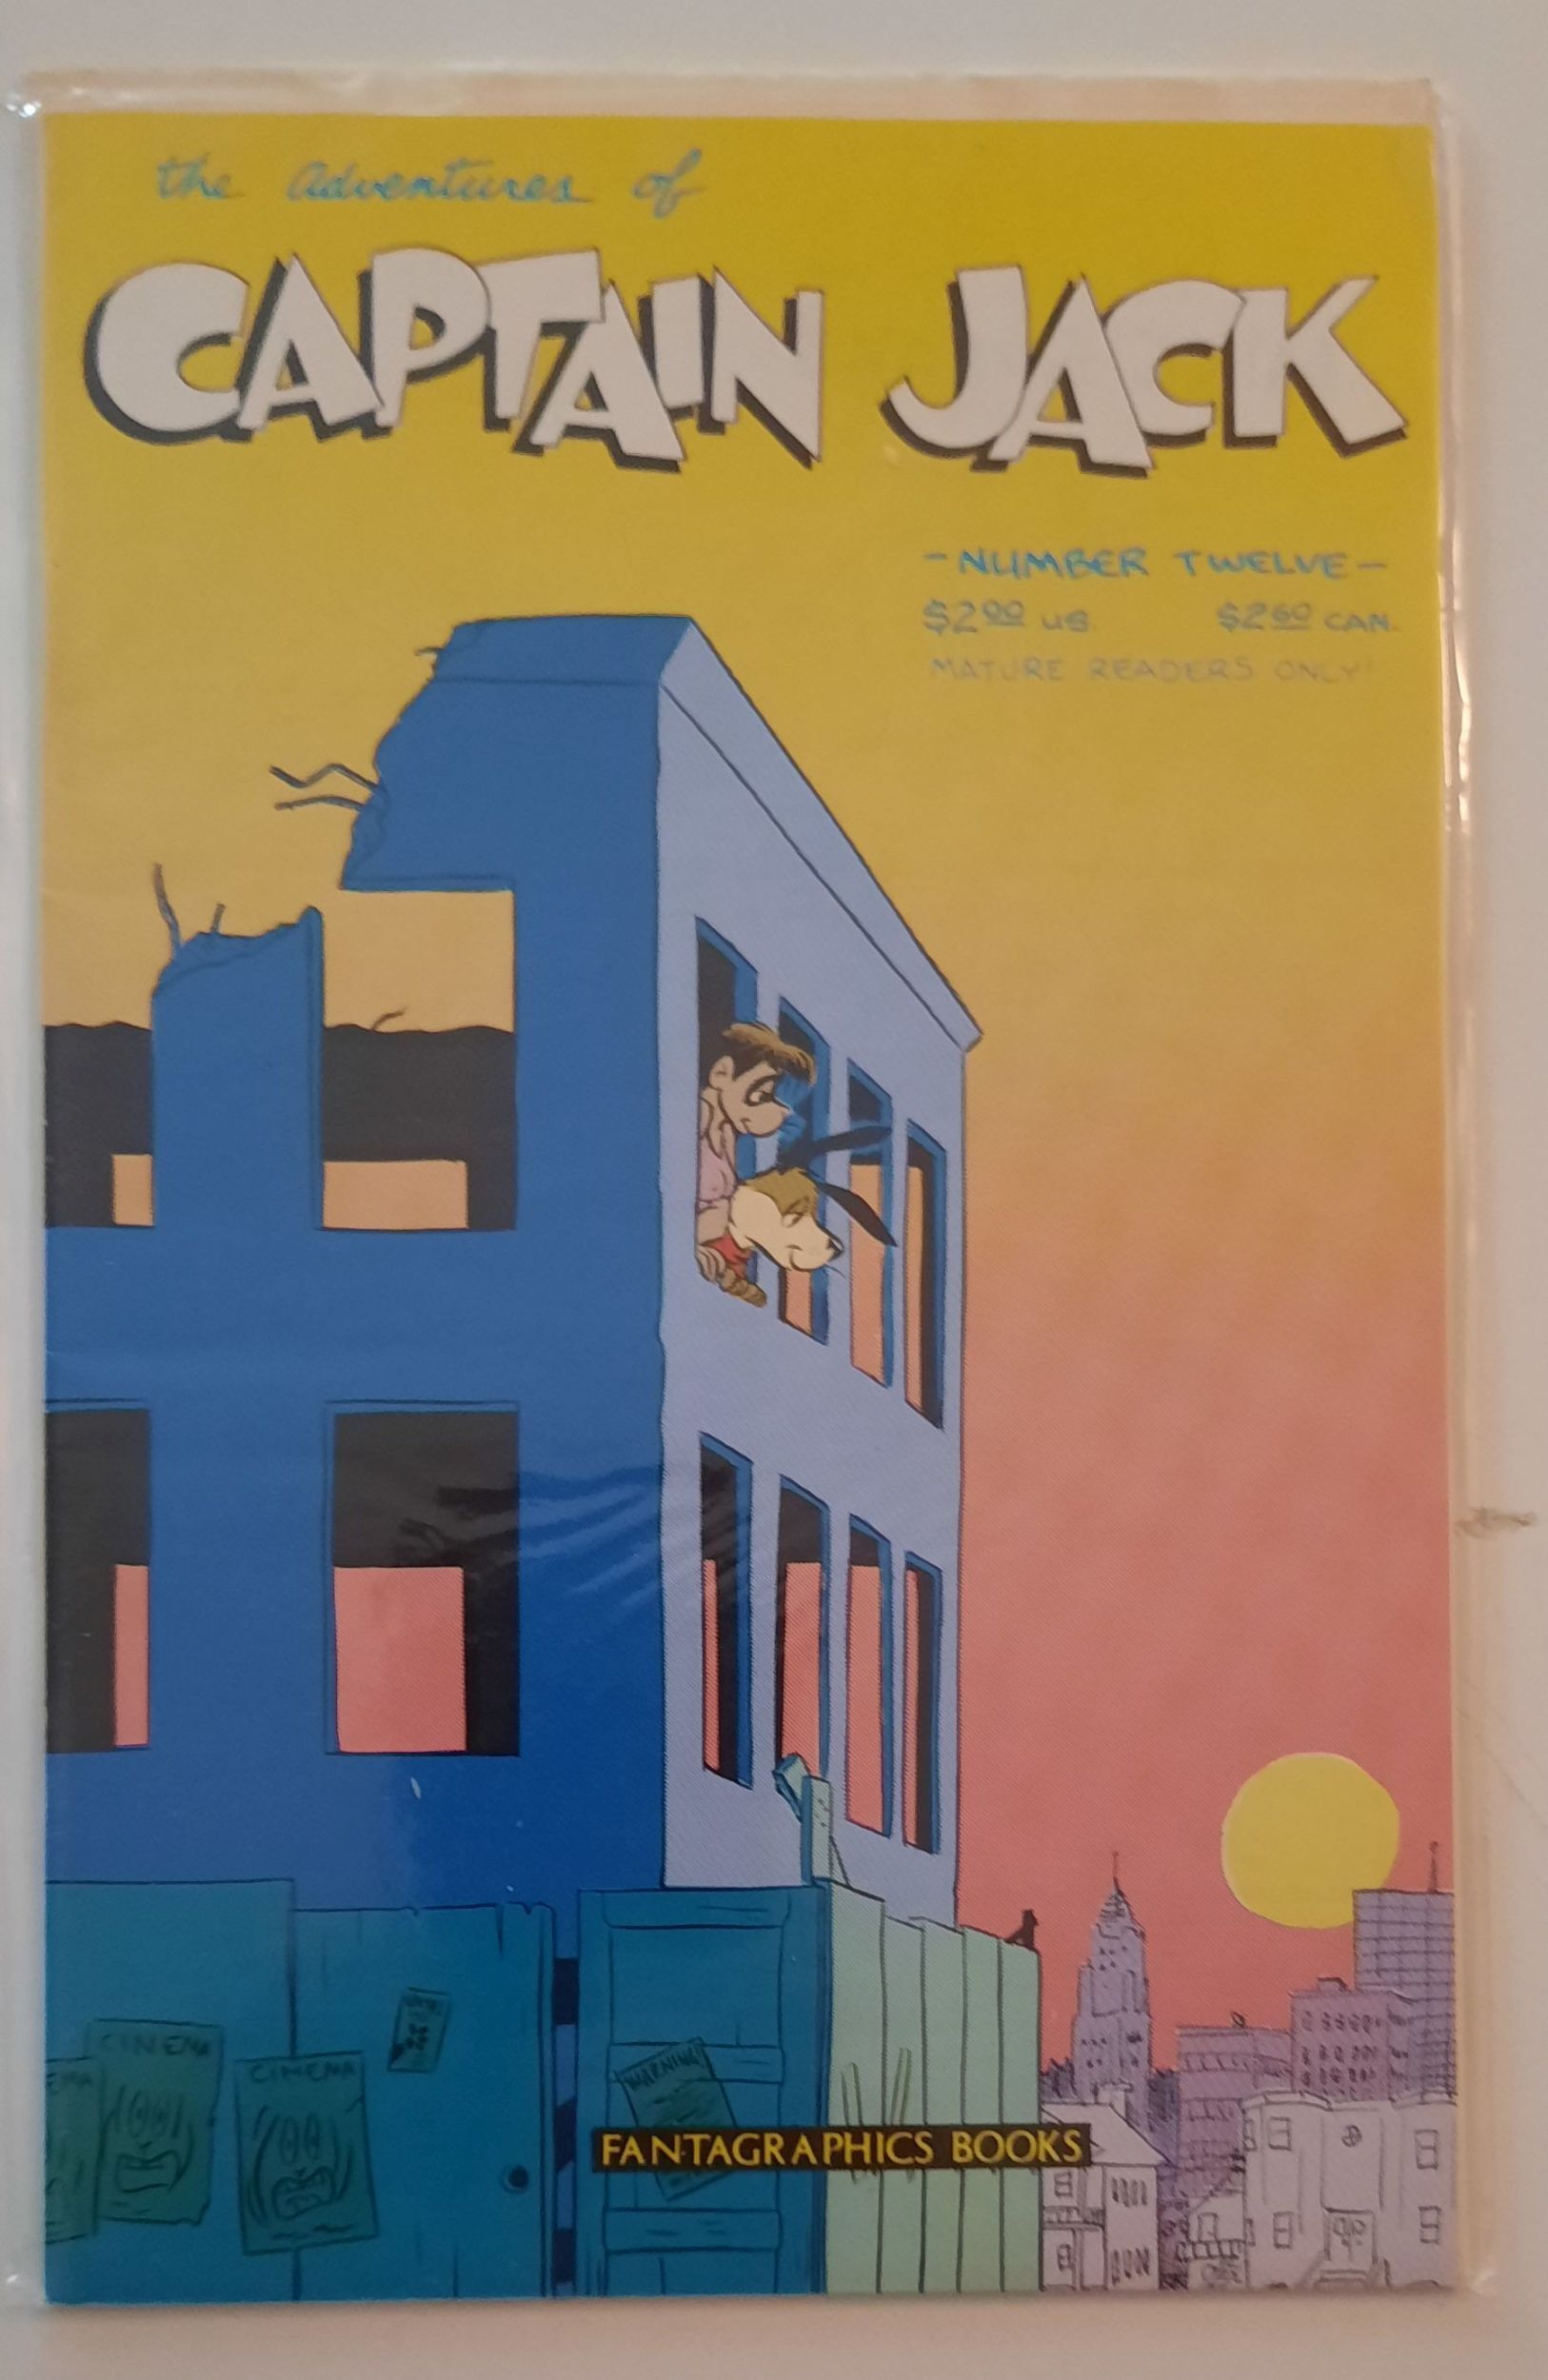 the Adventures of
CAPTAIN JACK
-NUMBER TWELVE-
$2.00 US. $2.60 CAN.
MATURE READERS ONLY!
CINEMA
CINEMA
WARNING!
FANTAGRAPHICS BOOKS